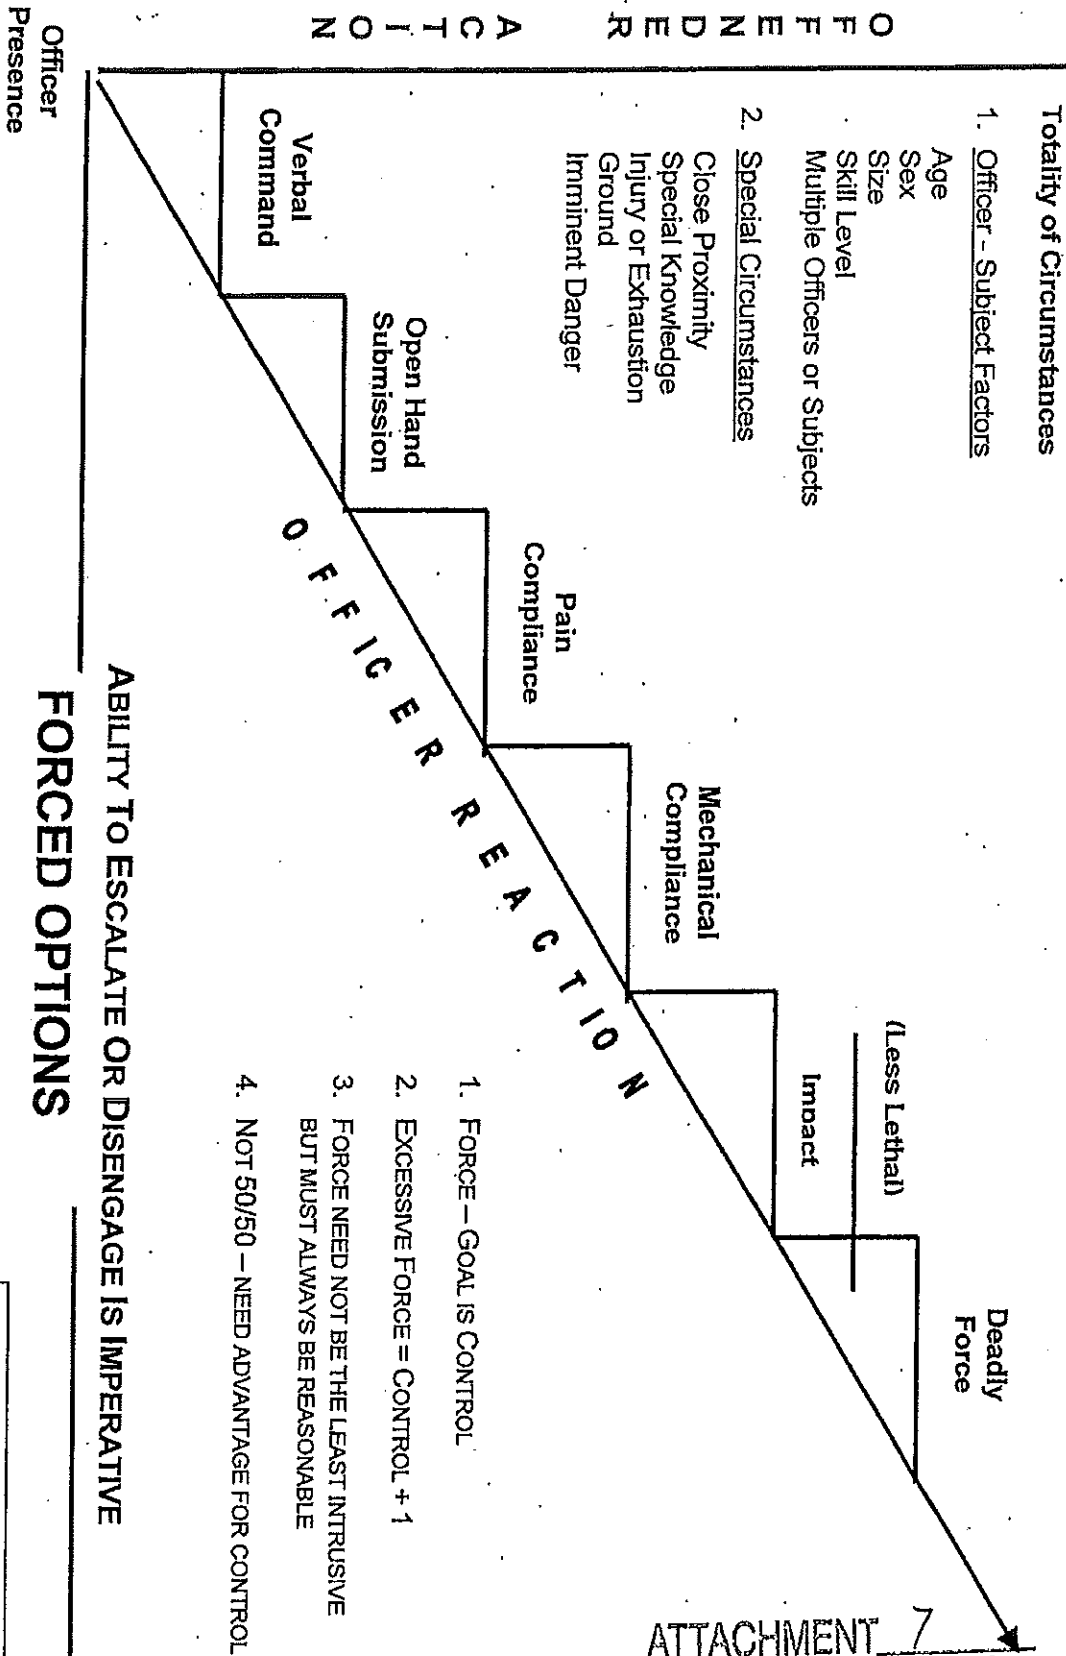 OFFENDER ACTION
Totality of Circumstances
1. Officer - Subject Factors
Age
Sex
Size
Skill Level
Multiple Officers or Subjects
2. Special Circumstances
Close Proximity
Special Knowledge
Injury or Exhaustion
Ground
Imminent Danger
Officer
Presence
Verbal
Command
Open Hand
Submission
Pain
Compliance
Mechanical
Compliance
(Less Lethal)
Impact
Deadly
Force
OFFICER REACTION
1. FORCE – GOAL IS CONTROL
2. EXCESSIVE FORCE = CONTROL + 1
3. FORCE NEED NOT BE THE LEAST INTRUSIVE
BUT MUST ALWAYS BE REASONABLE
4. NOT 50/50 – NEED ADVANTAGE FOR CONTROL
ABILITY TO ESCALATE OR DISENGAGE IS IMPERATIVE
FORCED OPTIONS
ATTACHMENT 7